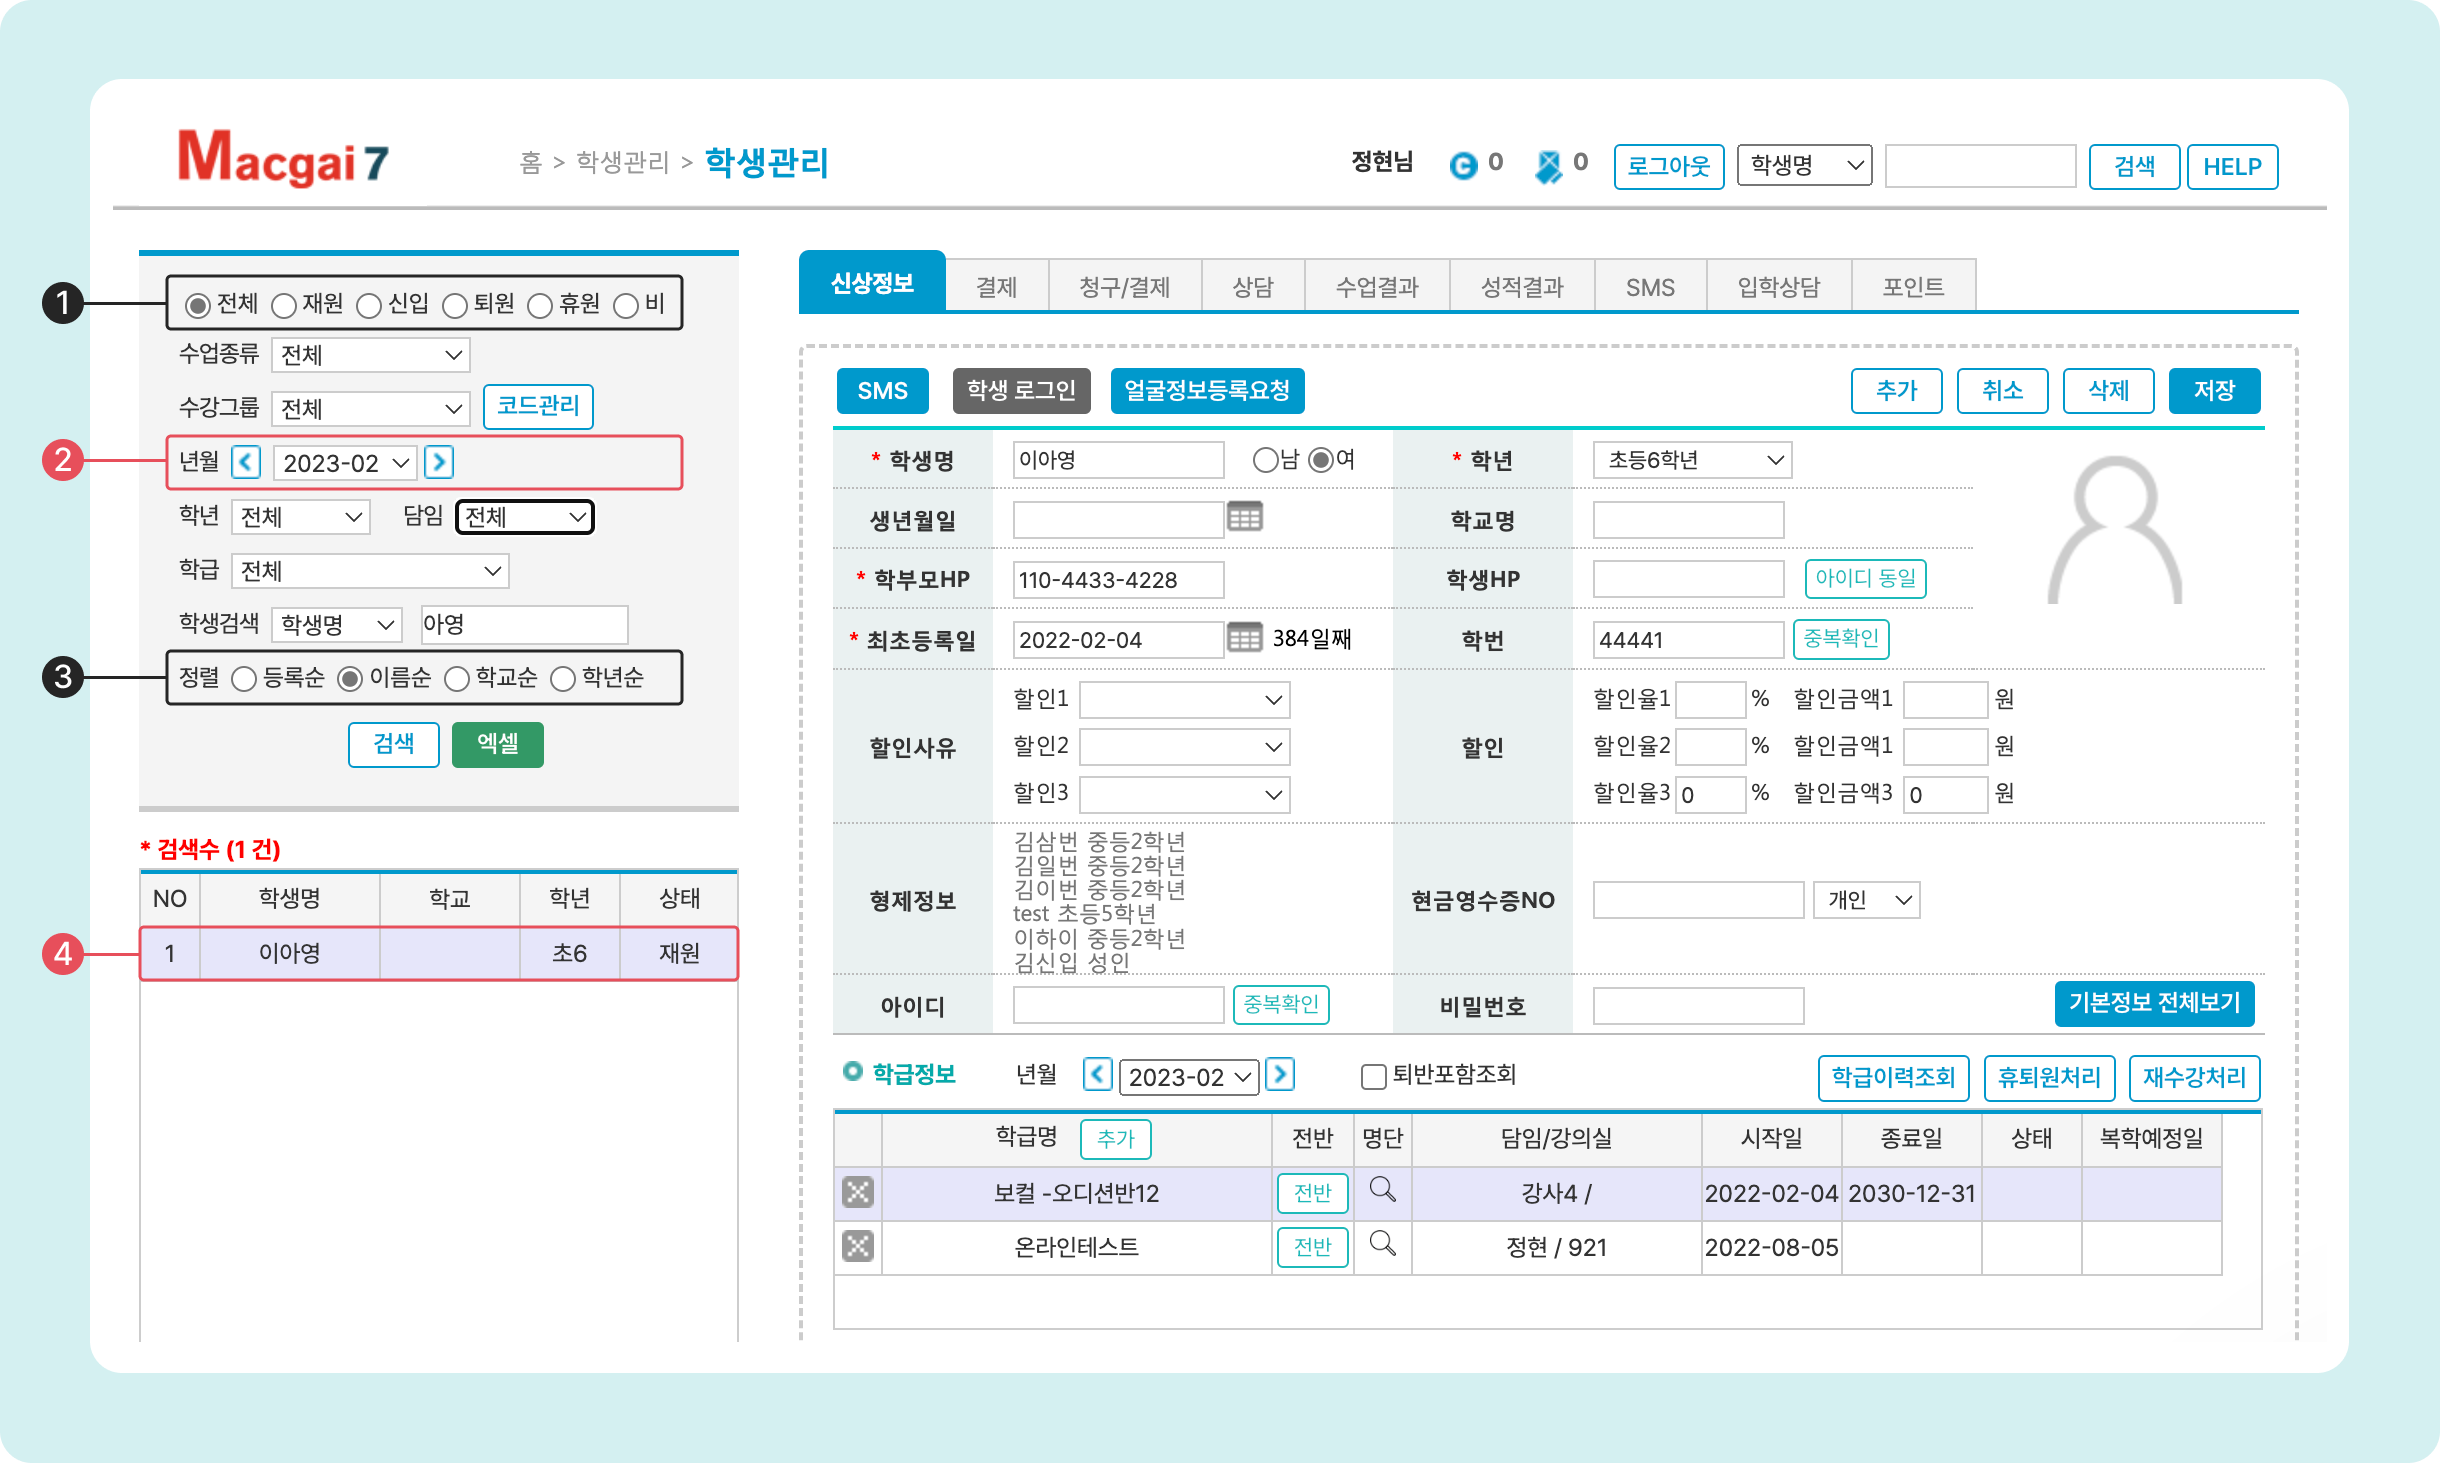 Macgai 7
홈 > 학생관리 > 학생관리
정현님 0 0 로그아웃 학생명 검색 HELP
1 전체 재원 신입 퇴원 휴원 비
수업종류 전체
수강그룹 전체 코드관리
2 년월 2023-02
학년 전체 담임 전체
학급 전체
학생검색 학생명 아영
3 정렬 등록순 이름순 학교순 학년순
검색 엑셀
* 검색수 (1 건)
NO 학생명 학교 학년 상태
4 1 이아영 초6 재원
신상정보 결제 청구/결제 상담 수업결과 성적결과 SMS 입학상담 포인트
SMS 학생 로그인 얼굴정보등록요청 추가 취소 삭제 저장
* 학생명 이아영 남 여 * 학년 초등6학년
생년월일 학교명
* 학부모HP 110-4433-4228 학생HP 아이디 동일
* 최초등록일 2022-02-04 384일째 학번 44441 중복확인
할인사유 할인1 할인 할인율1 % 할인금액1 원
할인2 할인율2 % 할인금액1 원
할인3 할인율3 0 % 할인금액3 0 원
형제정보 김삼번 중등2학년
김일번 중등2학년
김이번 중등2학년
test 초등5학년
이하이 중등2학년
김신입 성인
현금영수증NO 개인
아이디 중복확인 비밀번호 기본정보 전체보기
학급정보 년월 2023-02 퇴반포함조회 학급이력조회 휴퇴원처리 재수강처리
학급명 추가 전반 명단 담임/강의실 시작일 종료일 상태 복학예정일
보컬 -오디션반12 전반 강사4 / 2022-02-04 2030-12-31
온라인테스트 전반 정현 / 921 2022-08-05